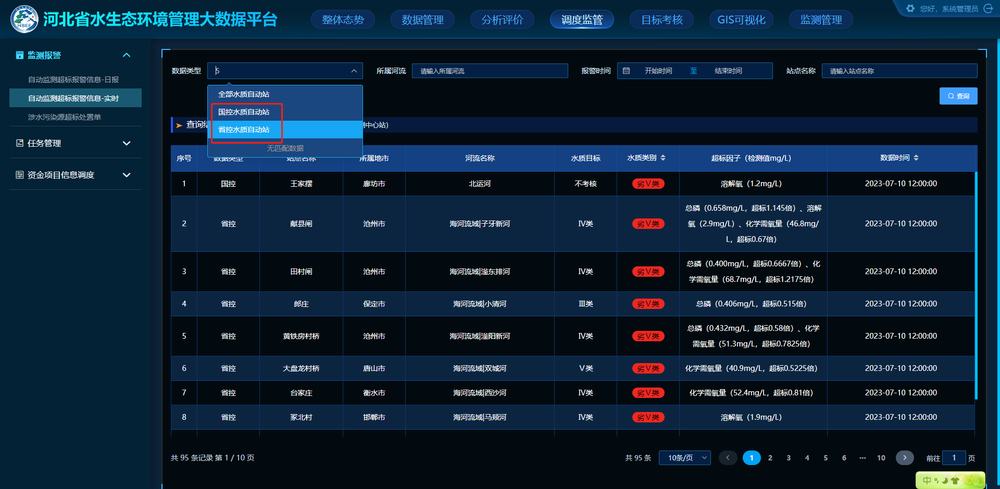 HBEE
河北省水生态环境管理大数据平台
整体态势
数据管理
分析评价
调度监管
目标考核
GIS可视化
监测管理
您好，系统管理员
监测报警
自动监测超标报警信息-日报
自动监测超标报警信息-实时
涉水污染源超标处置单
任务管理
资金项目信息调度
数据类型
5
所属河流
请输入所属河流
报警时间
开始时间 至 结束时间
站点名称
请输入站点名称
全部水质自动站
国控水质自动站
省控水质自动站
无匹配数据
查询
查询结
中心站)
序号 数据类型 站点名称 所属地市 河流名称 水质目标 水质类别 超标因子（检测值mg/L） 数据时间
1 国控 王家摆 廊坊市 北运河 不考核 劣Ⅴ类 溶解氧（1.2mg/L） 2023-07-10 12:00:00
总磷（0.658mg/L，超标1.145倍）、溶解
2 省控 献县闸 沧州市 海河流域|子牙新河 Ⅳ类 劣Ⅴ类 氧（2.9mg/L）、化学需氧量（46.8mg/ 2023-07-10 12:00:00
L，超标0.67倍）
总磷（0.400mg/L，超标0.6667倍）、化
3 省控 田村闸 沧州市 海河流域|滏东排河 Ⅳ类 劣Ⅴ类 2023-07-10 12:00:00
学需氧量（68.7mg/L，超标1.2175倍）
4 省控 郎庄 保定市 海河流域|小清河 Ⅲ类 劣Ⅴ类 总磷（0.406mg/L，超标0.515倍） 2023-07-10 12:00:00
总磷（0.432mg/L，超标0.58倍）、化学
5 省控 黄铁房村桥 沧州市 海河流域|滏阳新河 Ⅳ类 劣Ⅴ类 2023-07-10 12:00:00
需氧量（51.3mg/L，超标0.7825倍）
6 省控 大盘龙村桥 唐山市 海河流域|双城河 Ⅴ类 劣Ⅴ类 化学需氧量（40.9mg/L，超标0.5225倍） 2023-07-10 12:00:00
7 省控 台家庄 衡水市 海河流域|西沙河 Ⅳ类 劣Ⅴ类 化学需氧量（52.4mg/L，超标0.81倍） 2023-07-10 12:00:00
8 省控 冢北村 邯郸市 海河流域|马颊河 Ⅳ类 劣Ⅴ类 溶解氧（1.9mg/L） 2023-07-10 12:00:00
共 95 条记录 第 1 / 10 页
共 95 条 10条/页 1 2 3 4 5 6 ··· 10 前往 1 页
中